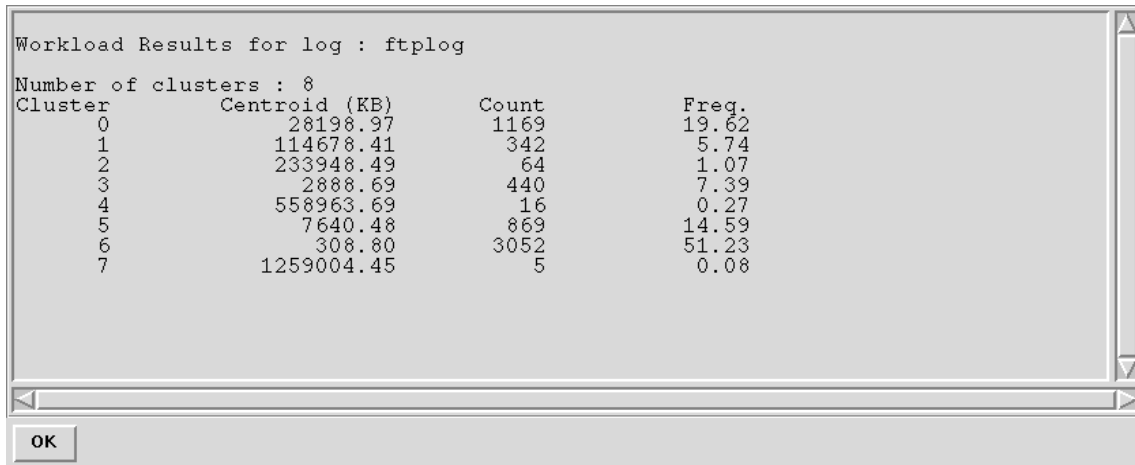 Workload Results for log : ftplog
Number of clusters : 8
Cluster Centroid (KB) Count Freq.
0 28198.97 1169 19.62
1 114678.41 342 5.74
2 233948.49 64 1.07
3 2888.69 440 7.39
4 558963.69 16 0.27
5 7640.48 869 14.59
6 308.80 3052 51.23
7 1259004.45 5 0.08
OK